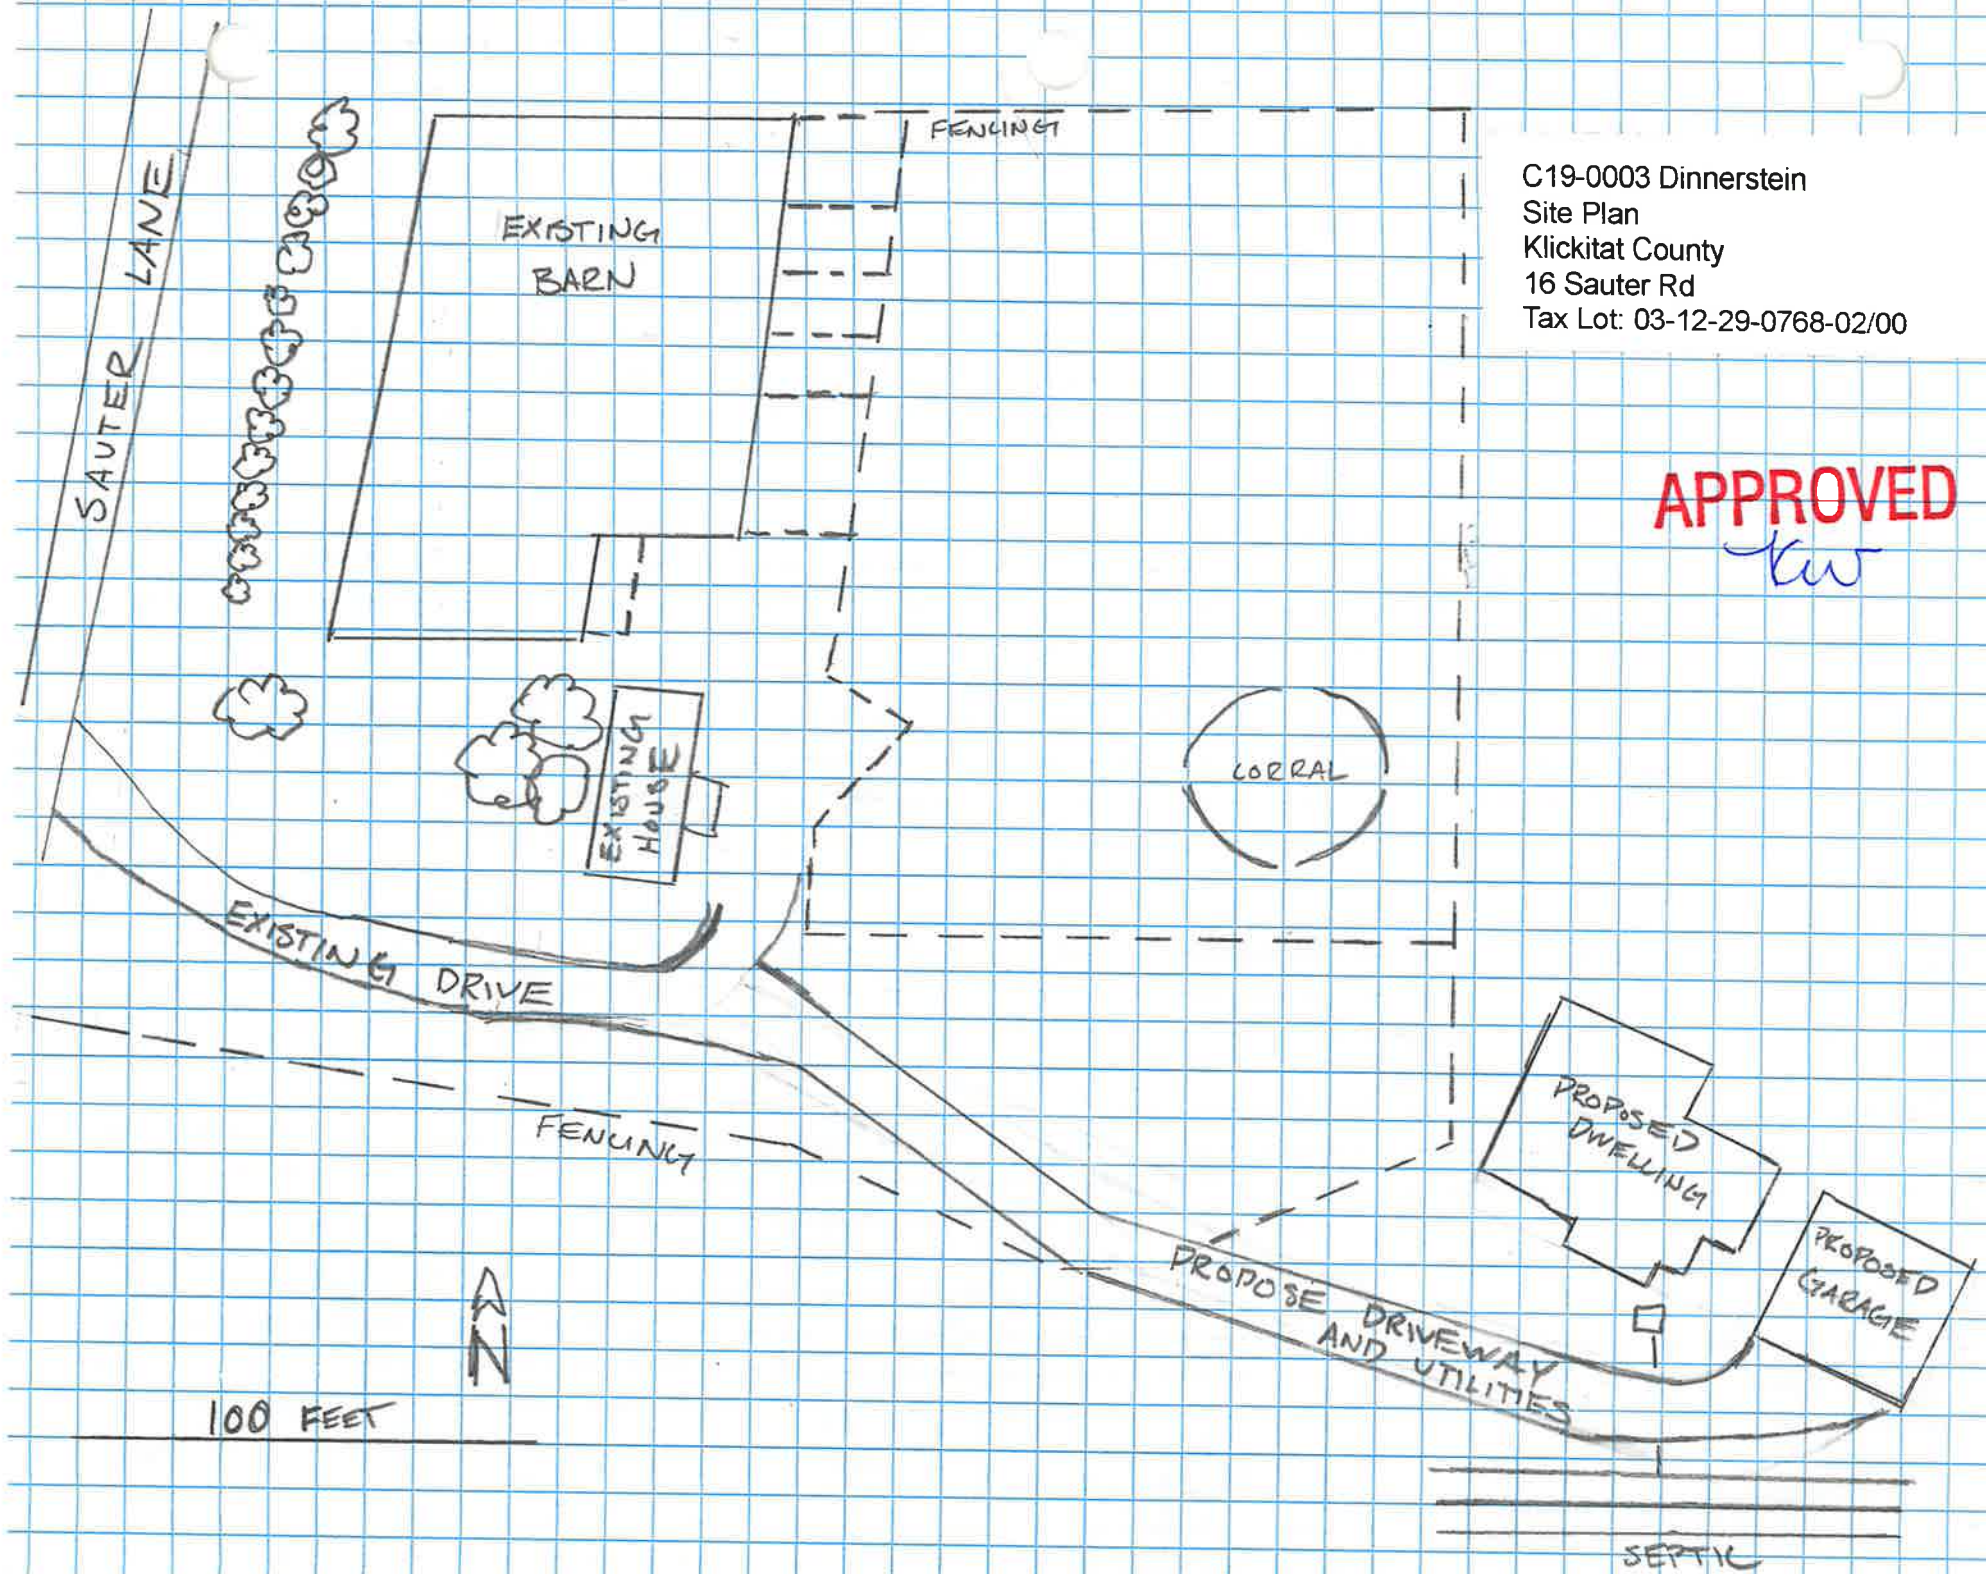 SAUTER LANE
FENCING
EXISTING
BARN
C19-0003 Dinnerstein
Site Plan
Klickitat County
16 Sauter Rd
Tax Lot: 03-12-29-0768-02/00
APPROVED
KW
EXISTING
HOUSE
CORRAL
EXISTING DRIVE
FENCING
PROPOSED
DWELLING
PROPOSED
GARAGE
PROPOSE DRIVEWAY
AND UTILITIES
N
100 FEET
SEPTIC